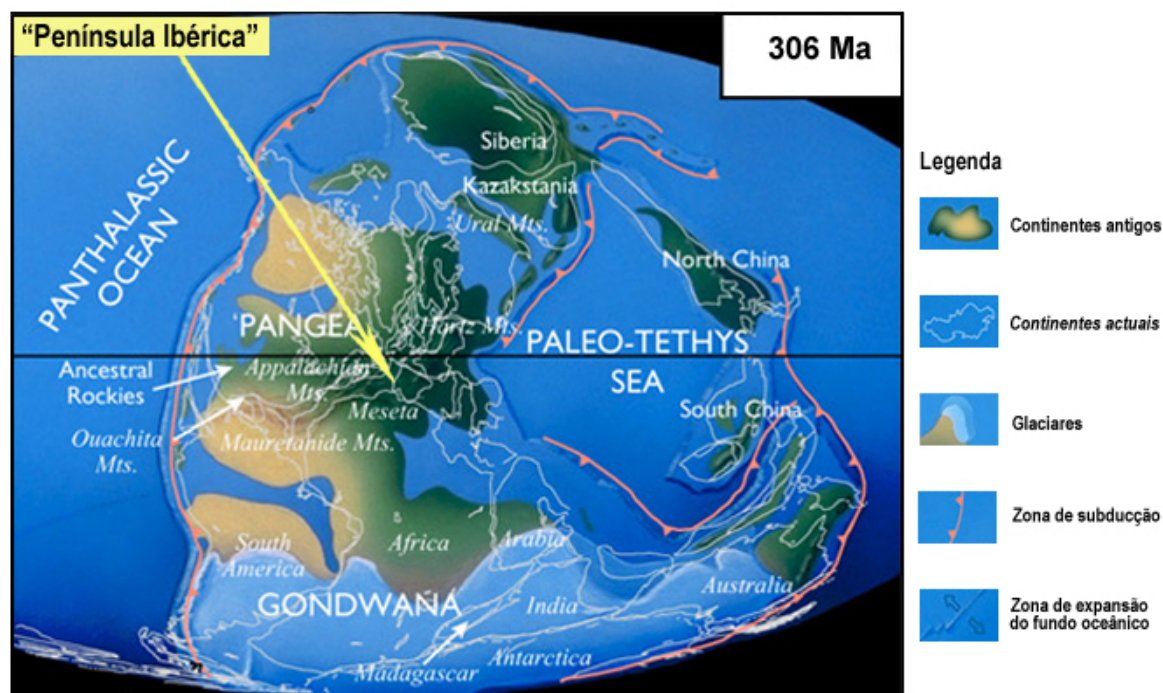 “Península Ibérica”
306 Ma
PANTHALASSIC
OCEAN
Siberia
Kazakstania
Ural Mts.
North China
'PANGEA'
Hartz Mts.
PALEO-TETHYS
SEA
Ancestral
Rockies
Appalachian
Mts.
Meseta
South China
Ouachita
Mts.
Mauretanide Mts.
South
America
Africa
Arabia
GONDWANA
India
Australia
Madagascar
Antarctica
Legenda
Continentes antigos
Continentes actuais
Glaciares
Zona de subducção
Zona de expansão
do fundo oceânico